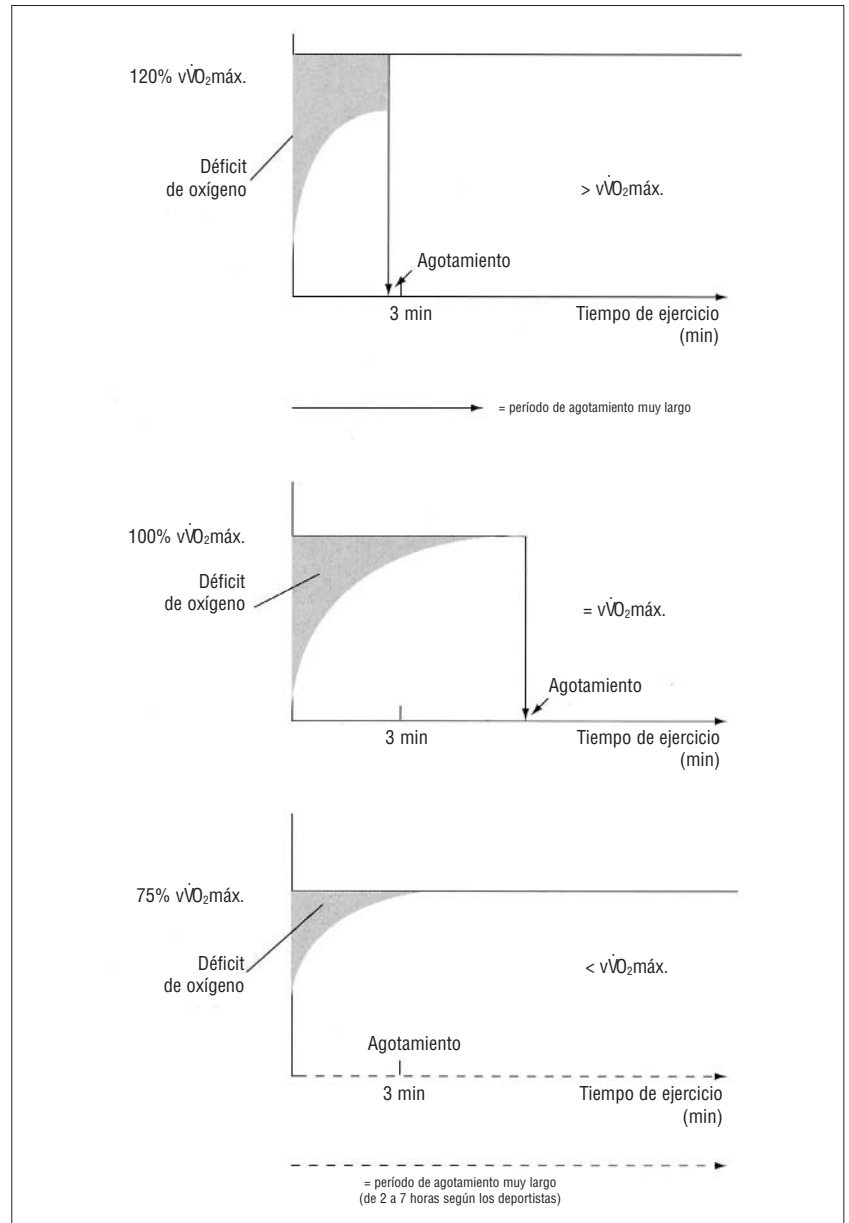 120% vV̇O₂máx.
Déficit
de oxígeno
> vV̇O₂máx.
Agotamiento
3 min
Tiempo de ejercicio
(min)
= período de agotamiento muy largo
100% vV̇O₂máx.
Déficit
de oxígeno
= vV̇O₂máx.
Agotamiento
3 min
Tiempo de ejercicio
(min)
75% vV̇O₂máx.
Déficit
de oxígeno
< vV̇O₂máx.
Agotamiento
3 min
Tiempo de ejercicio
(min)
= período de agotamiento muy largo
(de 2 a 7 horas según los deportistas)